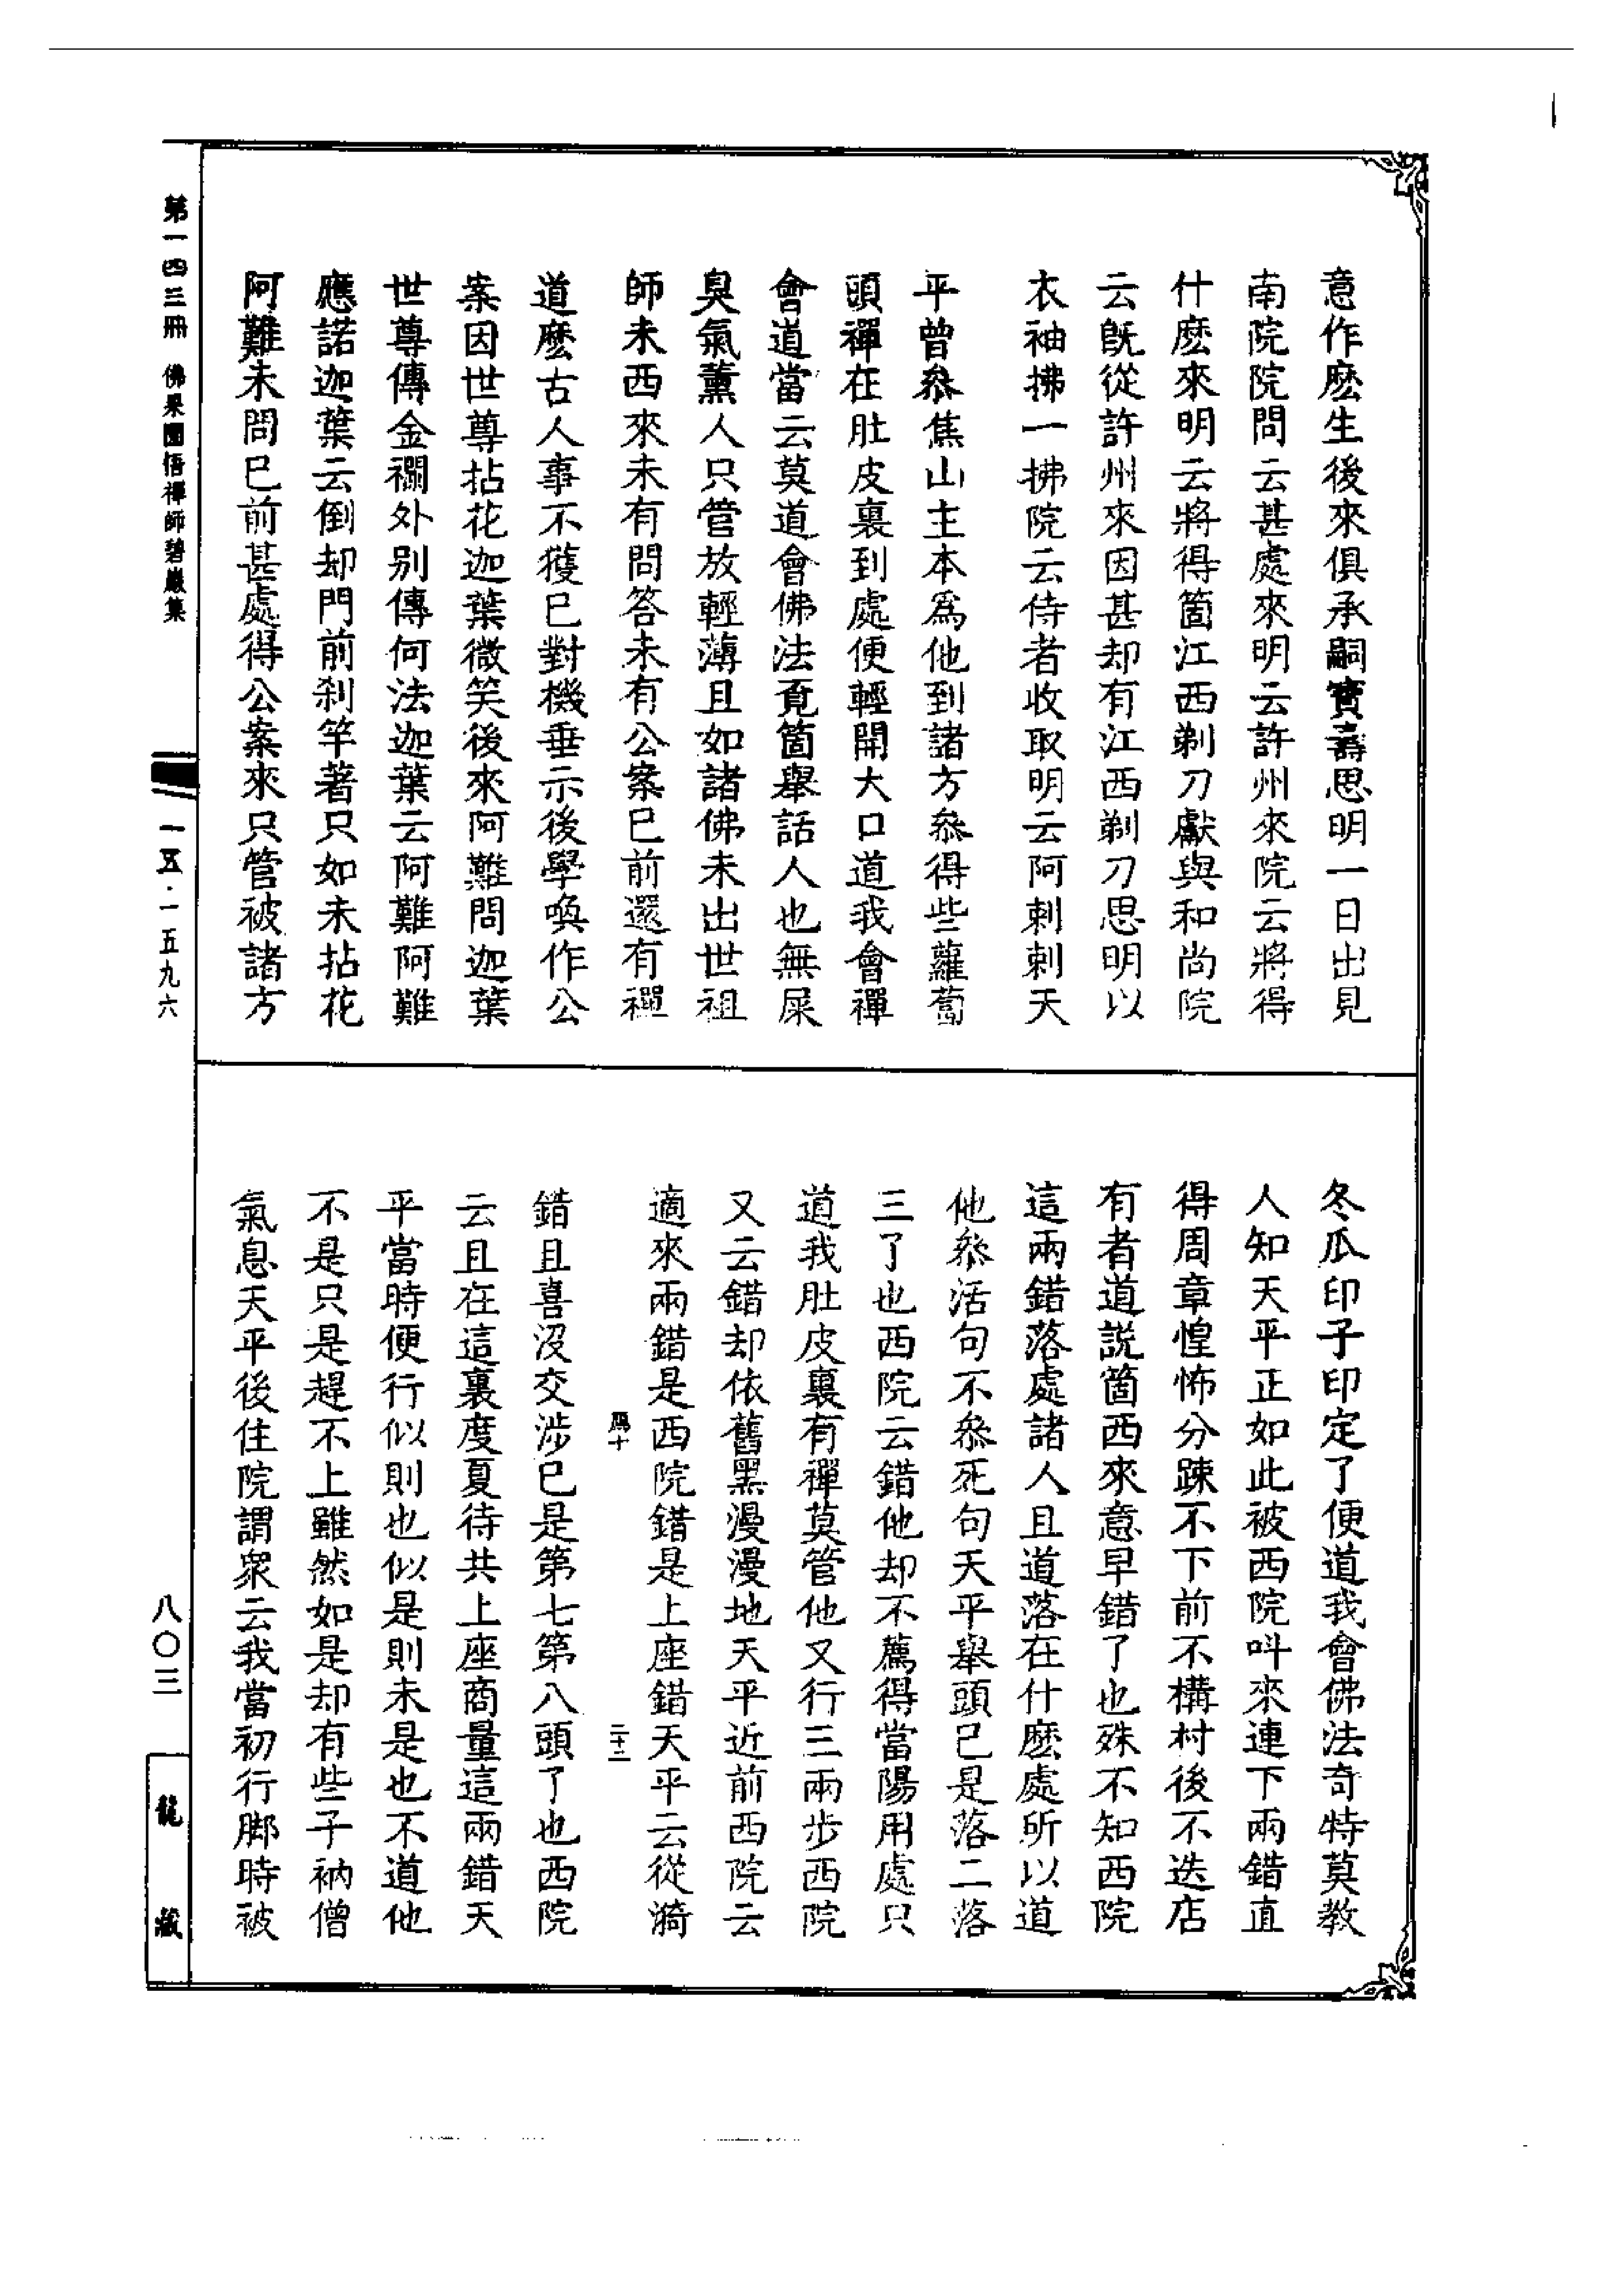 意作麽生後來俱承嗣寳壽思明一日出見
南院院問云甚處來明云許州來院云將得
什麽來明云將得箇江西剃刀獻與和尚院
云旣從許州來因甚却有江西剃刀思明以
衣袖拂一拂院云侍者收取明云阿剌剌天
平曾叅焦山主來爲他到諸方叅得些蘿蔔
頭禪在肚皮裏到處便輕開大口道我會禪
會道當云莫道會佛法覓箇舉話人也無屎
臭氣薰人只管放輕薄且如諸佛未出世祖
師未西來未有問答未有公案巳前還有禪
道麽古人事不獲巳對機垂示後學喚作公
案因世尊拈花迦葉微笑後來阿難問迦葉
世尊傳金襴外别傳何法迦葉云阿難阿難
應諾迦葉云倒却門前刹竿著只如未拈花
阿難未問巳前甚處得公案來只管被諸方
冬瓜印子印定了便道我會佛法奇特莫教
人知天平正如此被西院呌來連下兩錯直
得周章惶怖分踈不下前不構村後不迭店
有者道説箇西來意早錯了也殊不知西院
這兩錯落處諸人且道落在什麽處所以道
他叅活句不叅死句天平舉頭巳是落二落
三了也西院云錯他却不薦得當陽用處只
道我肚皮裏有禪莫管他又行三兩步西院
又云錯却依舊黑漫漫地天平近前西院云
適來兩錯是西院錯是上座錯天平云從漪
錯且喜沒交涉巳是第七第八頭了也西院
云且在這裏度夏待共上座商量這兩錯天
平當時便行似則也似是則未是也不道他
不是只是趕不上雖然如是却有些子衲僧
氣息天平後住院謂衆云我當初行脚時被
第一四三冊 佛果圜悟禪師碧巖集
一五·一五九六
八〇三
龍藏
二十二